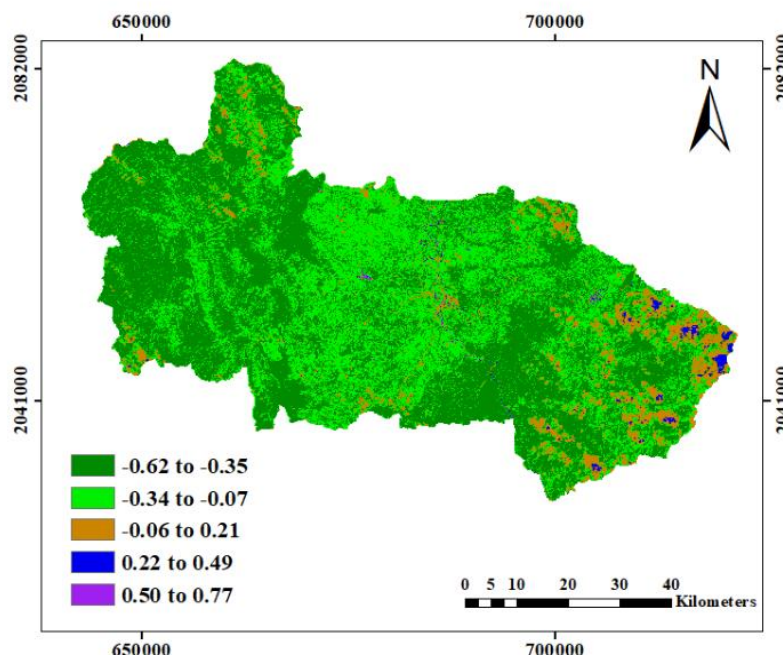 650000 700000
2082000 2082000
N
2041000 2041000
-0.62 to -0.35
-0.34 to -0.07
-0.06 to 0.21
0.22 to 0.49
0.50 to 0.77
0 5 10 20 30 40
Kilometers
650000 700000